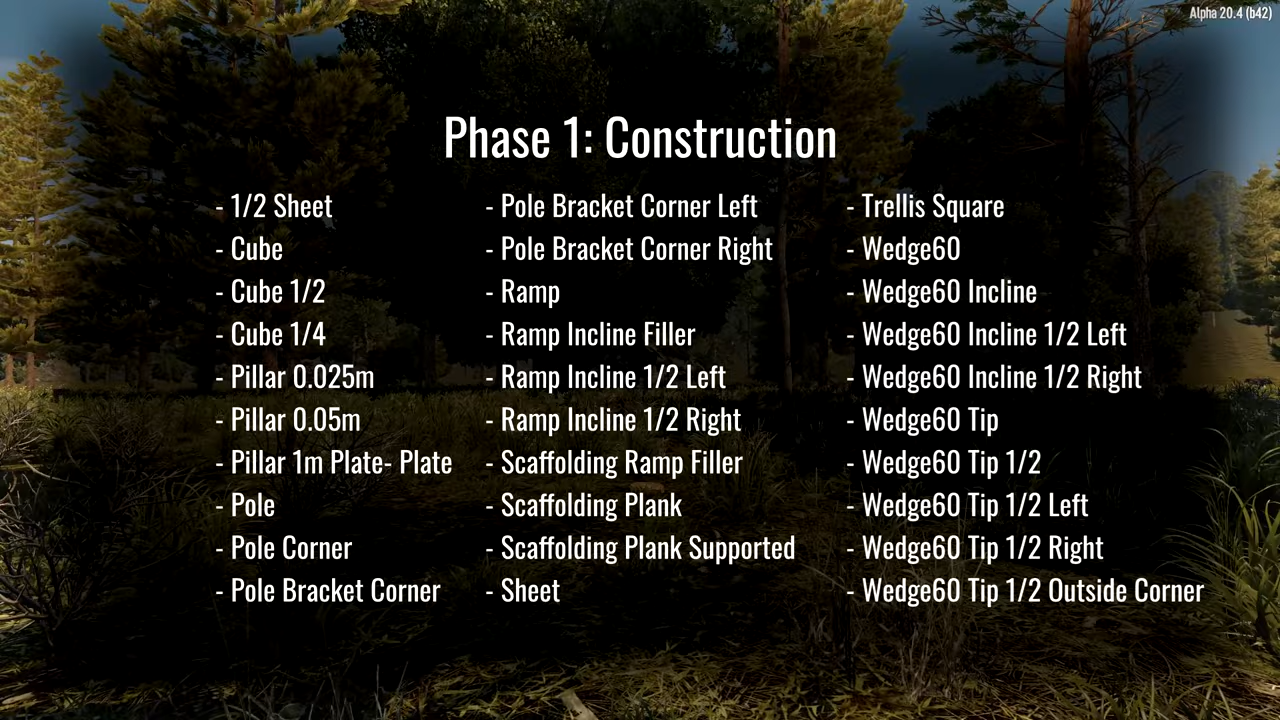 Alpha 20.4 (b42)
Phase 1: Construction
- 1/2 Sheet
- Cube
- Cube 1/2
- Cube 1/4
- Pillar 0.025m
- Pillar 0.05m
- Pillar 1m Plate- Plate
- Pole
- Pole Corner
- Pole Bracket Corner
- Pole Bracket Corner Left
- Pole Bracket Corner Right
- Ramp
- Ramp Incline Filler
- Ramp Incline 1/2 Left
- Ramp Incline 1/2 Right
- Scaffolding Ramp Filler
- Scaffolding Plank
- Scaffolding Plank Supported
- Sheet
- Trellis Square
- Wedge60
- Wedge60 Incline
- Wedge60 Incline 1/2 Left
- Wedge60 Incline 1/2 Right
- Wedge60 Tip
- Wedge60 Tip 1/2
- Wedge60 Tip 1/2 Left
- Wedge60 Tip 1/2 Right
- Wedge60 Tip 1/2 Outside Corner